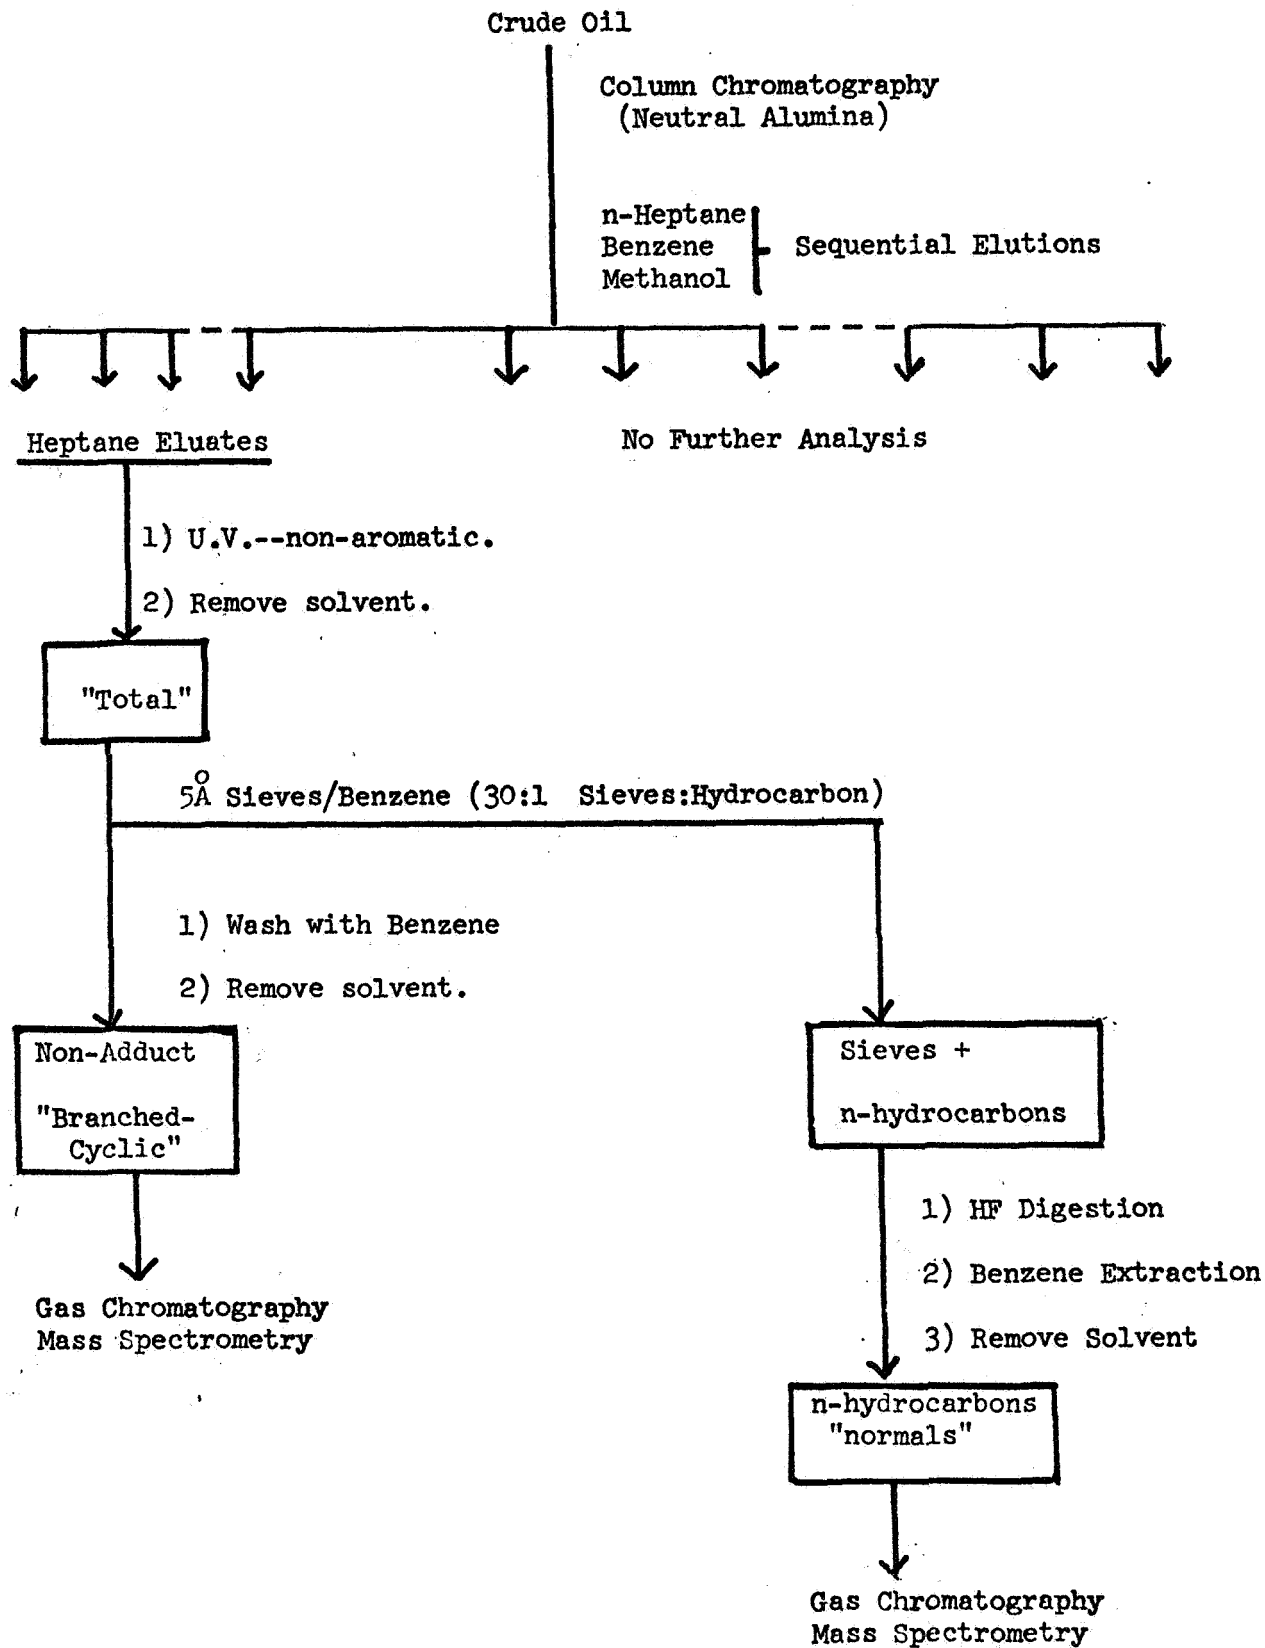 Crude Oil
Column Chromatography
(Neutral Alumina)
n-Heptane
Benzene
Methanol
Sequential Elutions
Heptane Eluates
No Further Analysis
1) U.V.--non-aromatic.
2) Remove solvent.
"Total"
5Å Sieves/Benzene (30:1 Sieves:Hydrocarbon)
1) Wash with Benzene
2) Remove solvent.
Non-Adduct
"Branched-
Cyclic"
Gas Chromatography
Mass Spectrometry
Sieves +
n-hydrocarbons
1) HF Digestion
2) Benzene Extraction
3) Remove Solvent
n-hydrocarbons
"normals"
Gas Chromatography
Mass Spectrometry